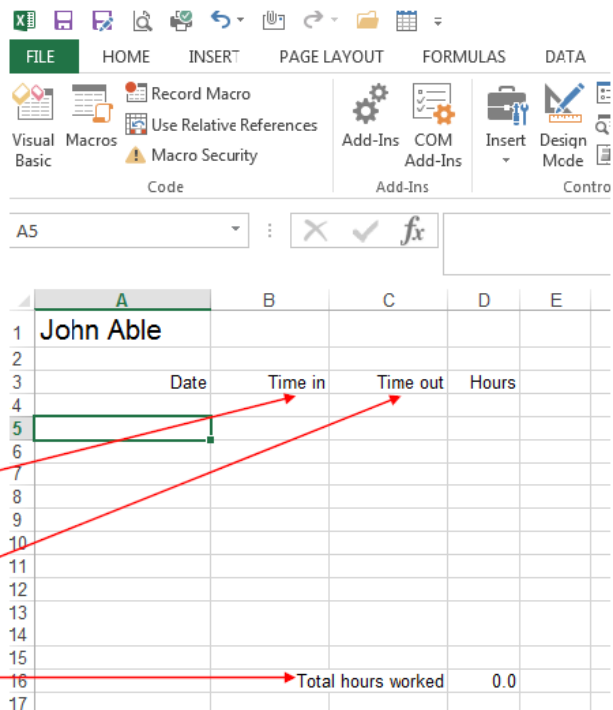 FILE HOME INSERT PAGE LAYOUT FORMULAS DATA
Visual Basic
Macros
Record Macro
Use Relative References
Macro Security
Code
Add-Ins
COM Add-Ins
Add-Ins
Insert
Design Mode
Contro
A5
fx
A B C D E
1 John Able
2
3 Date Time in Time out Hours
4
5
6
7
8
9
10
11
12
13
14
15
16 Total hours worked 0.0
17